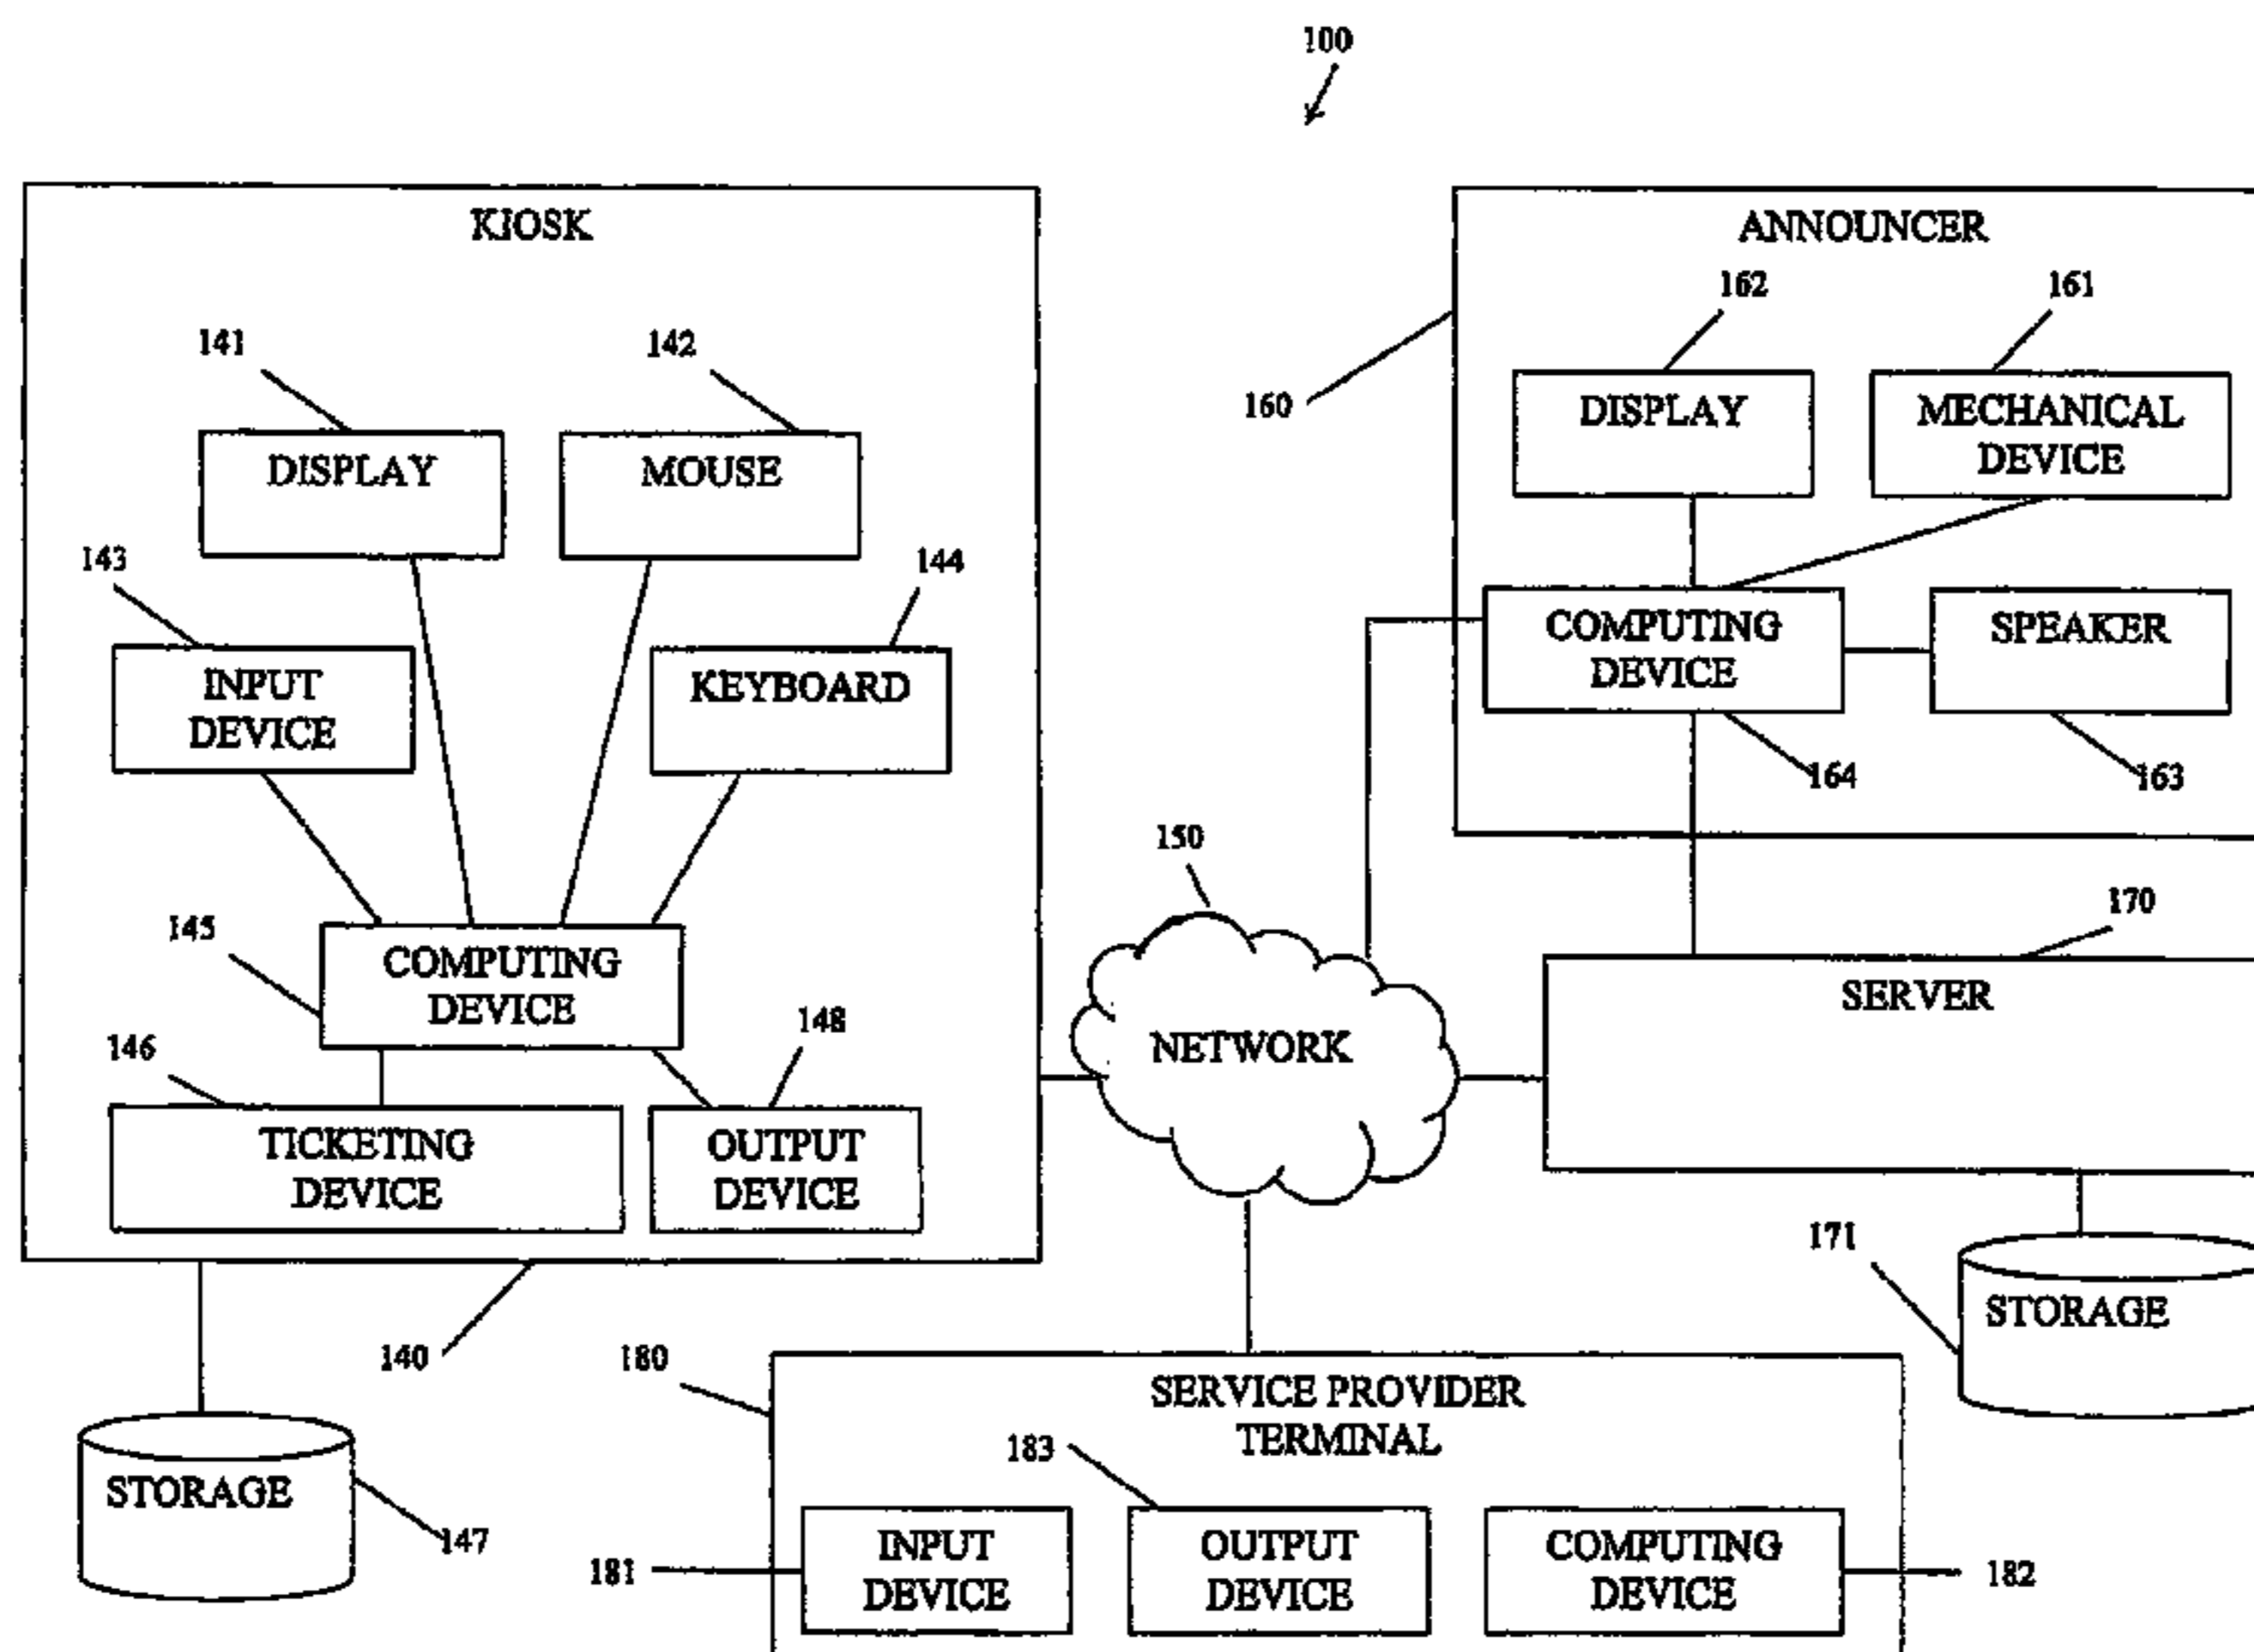 100
KIOSK
141
142
DISPLAY
MOUSE
143
144
INPUT
DEVICE
KEYBOARD
145
COMPUTING
DEVICE
146
148
TICKETING
DEVICE
OUTPUT
DEVICE
140
STORAGE
147
150
NETWORK
ANNOUNCER
162
161
160
DISPLAY
MECHANICAL
DEVICE
COMPUTING
DEVICE
SPEAKER
164
163
170
SERVER
171
STORAGE
180
SERVICE PROVIDER
TERMINAL
183
181
INPUT
DEVICE
OUTPUT
DEVICE
COMPUTING
DEVICE
182